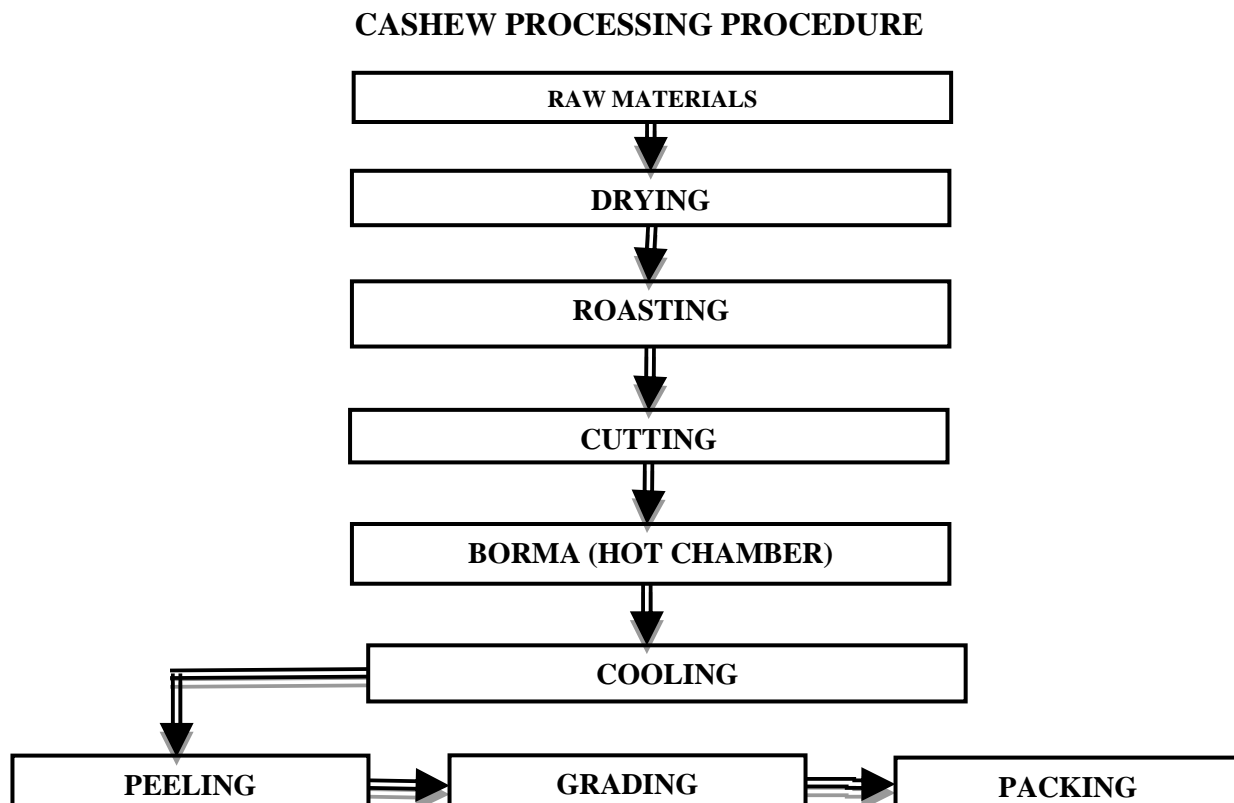 CASHEW PROCESSING PROCEDURE
RAW MATERIALS
DRYING
ROASTING
CUTTING
BORMA (HOT CHAMBER)
COOLING
PEELING
GRADING
PACKING